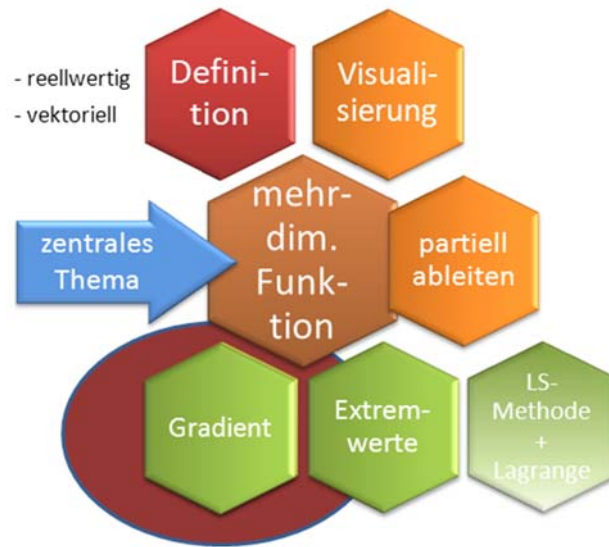 - reellwertig
- vektoriell
Defini-
tion
Visuali-
sierung
zentrales
Thema
mehr-
dim.
Funk-
tion
partiell
ableiten
Gradient
Extrem-
werte
LS-
Methode
+
Lagrange